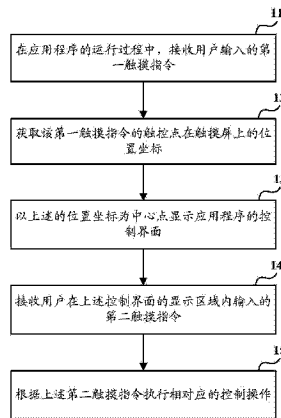 在应用程序的运行过程中，接收用户输入的第
一触摸指令
获取该第一触摸指令的触控点在触摸屏上的位
置坐标
以上述的位置坐标为中心点显示应用程序的控
制界面
14
接收用户在上述控制界面的显示区域内输入的
第二触摸指令
根据上述第二触摸指令执行相对应的控制操作